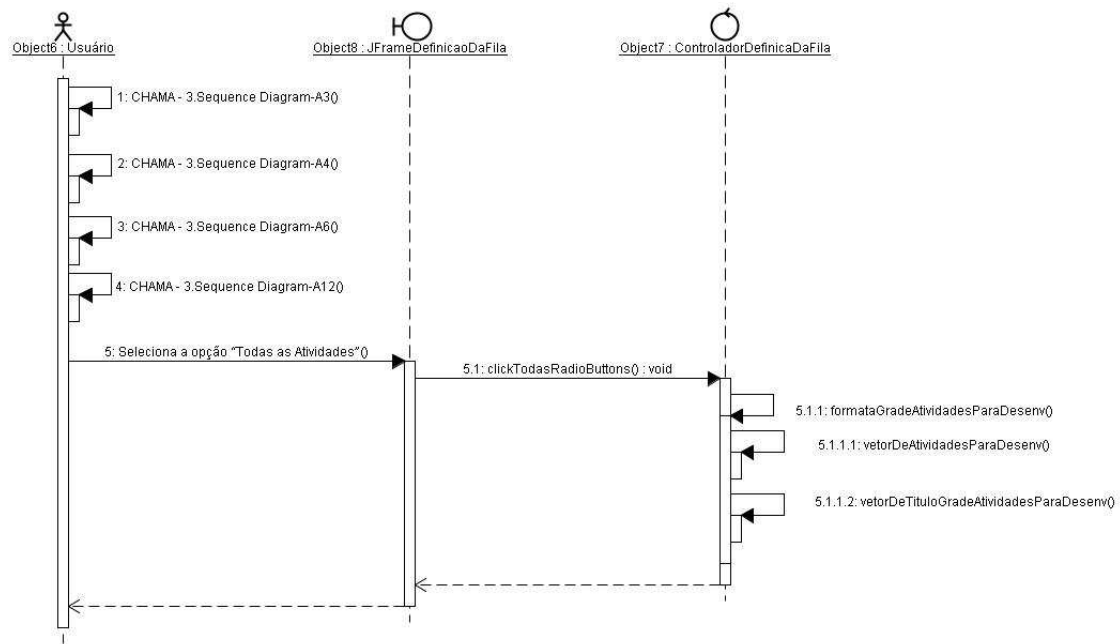 Object6 : Usuário
Object8 : JFrameDefinicaoDaFila
Object7 : ControladorDefinicaDaFila
1: CHAMA - 3.Sequence Diagram-A3()
2: CHAMA - 3.Sequence Diagram-A4()
3: CHAMA - 3.Sequence Diagram-A6()
4: CHAMA - 3.Sequence Diagram-A12()
5: Seleciona a opção “Todas as Atividades”()
5.1: clickTodasRadioButtons() : void
5.1.1: formataGradeAtividadesParaDesenv()
5.1.1.1: vetorDeAtividadesParaDesenv()
5.1.1.2: vetorDeTituloGradeAtividadesParaDesenv()